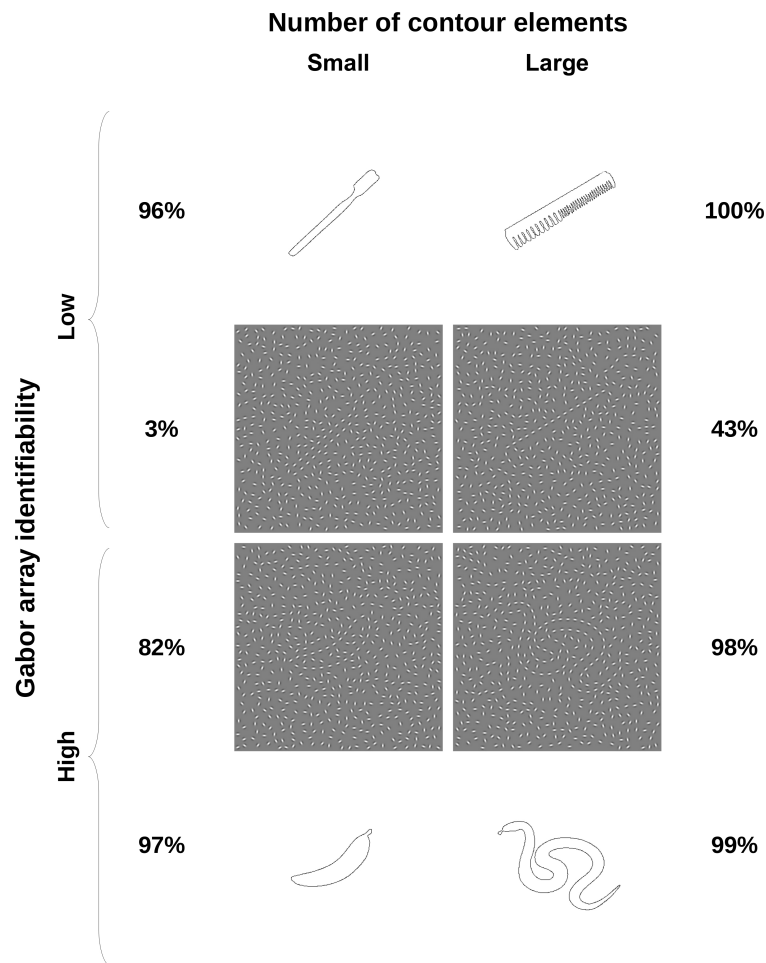 Number of contour elements
Small Large
96% 100%
Low
3% 43%
Gabor array identifiability
82% 98%
High
97% 99%